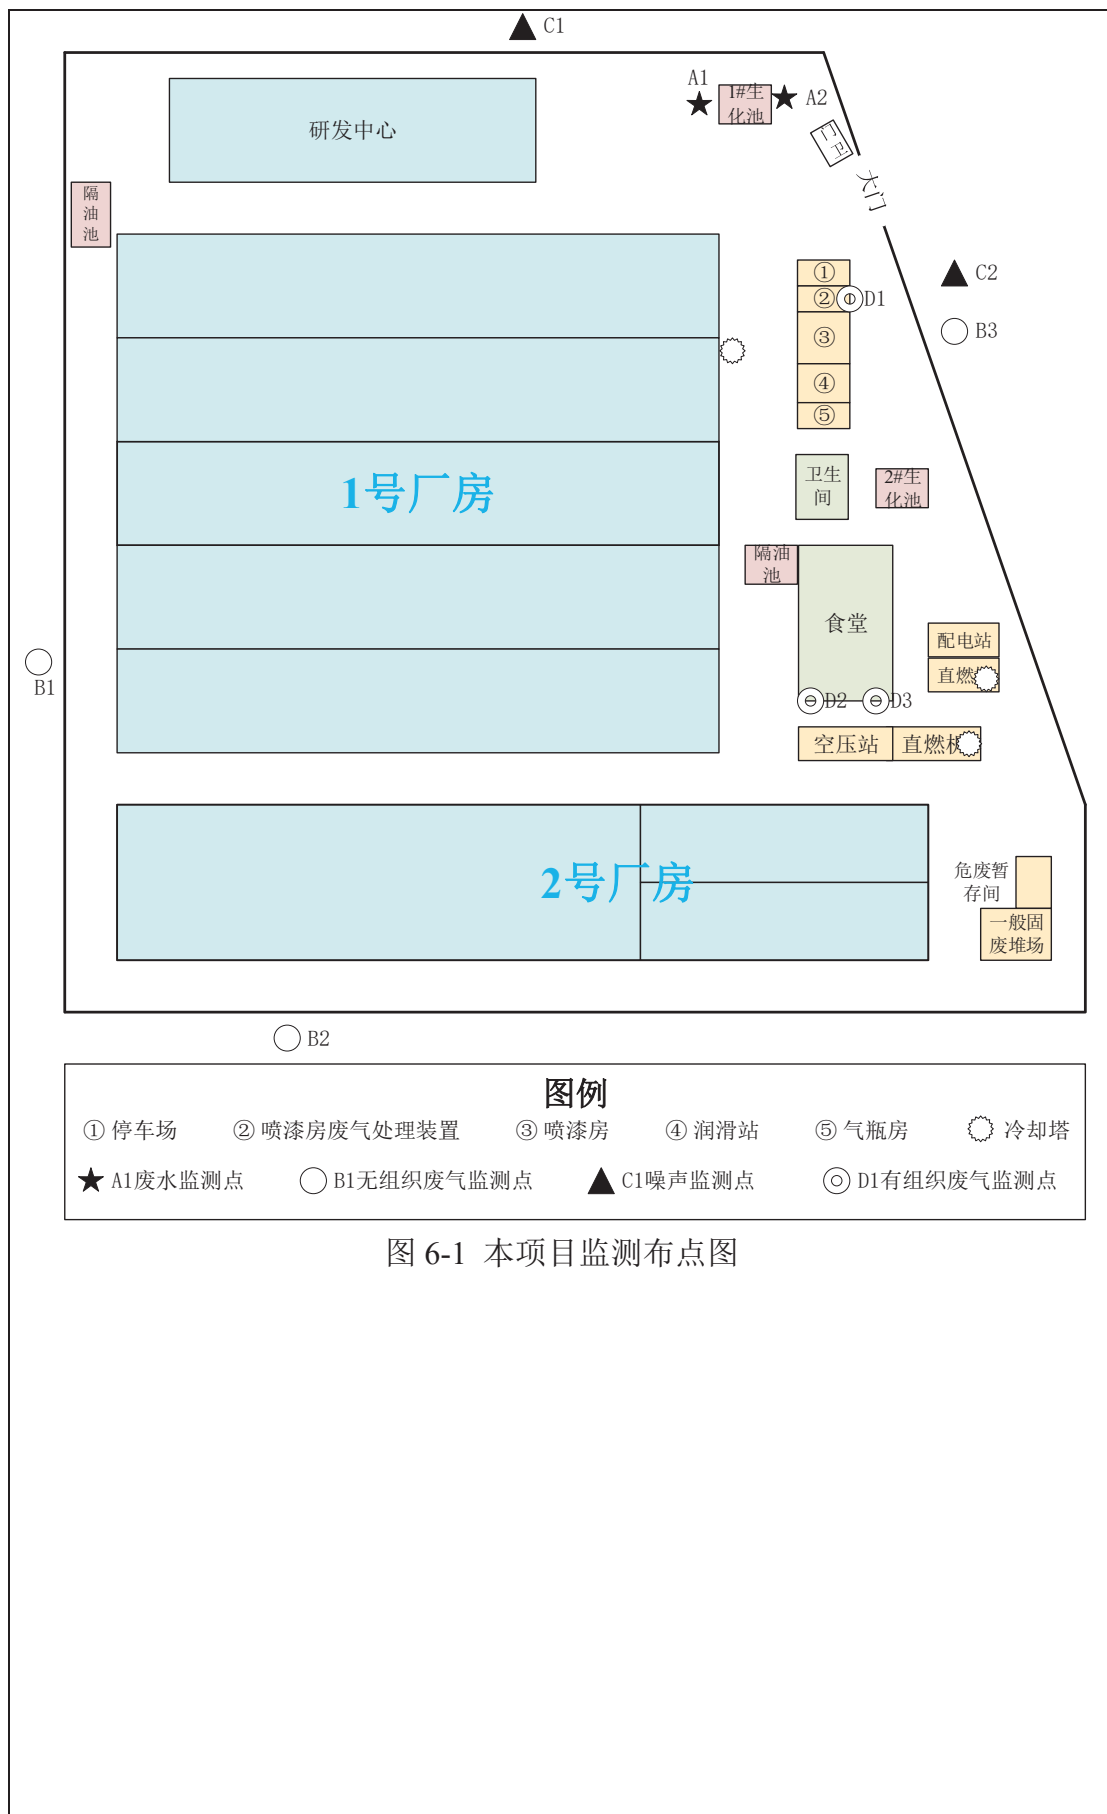 C1
A1
1#生
化池
A2
研发中心
门卫
大门
隔
油
池
①
②
D1
C2
③
B3
④
⑤
1号厂房
卫生
间
2#生
化池
隔油
池
食堂
配电站
直燃
B1
D2
D3
空压站
直燃机
2号厂房
危废暂
存间
一般固
废堆场
B2
图例
① 停车场 ② 喷漆房废气处理装置 ③ 喷漆房 ④ 润滑站 ⑤ 气瓶房 冷却塔
A1废水监测点 B1无组织废气监测点 C1噪声监测点 D1有组织废气监测点
图 6-1 本项目监测布点图